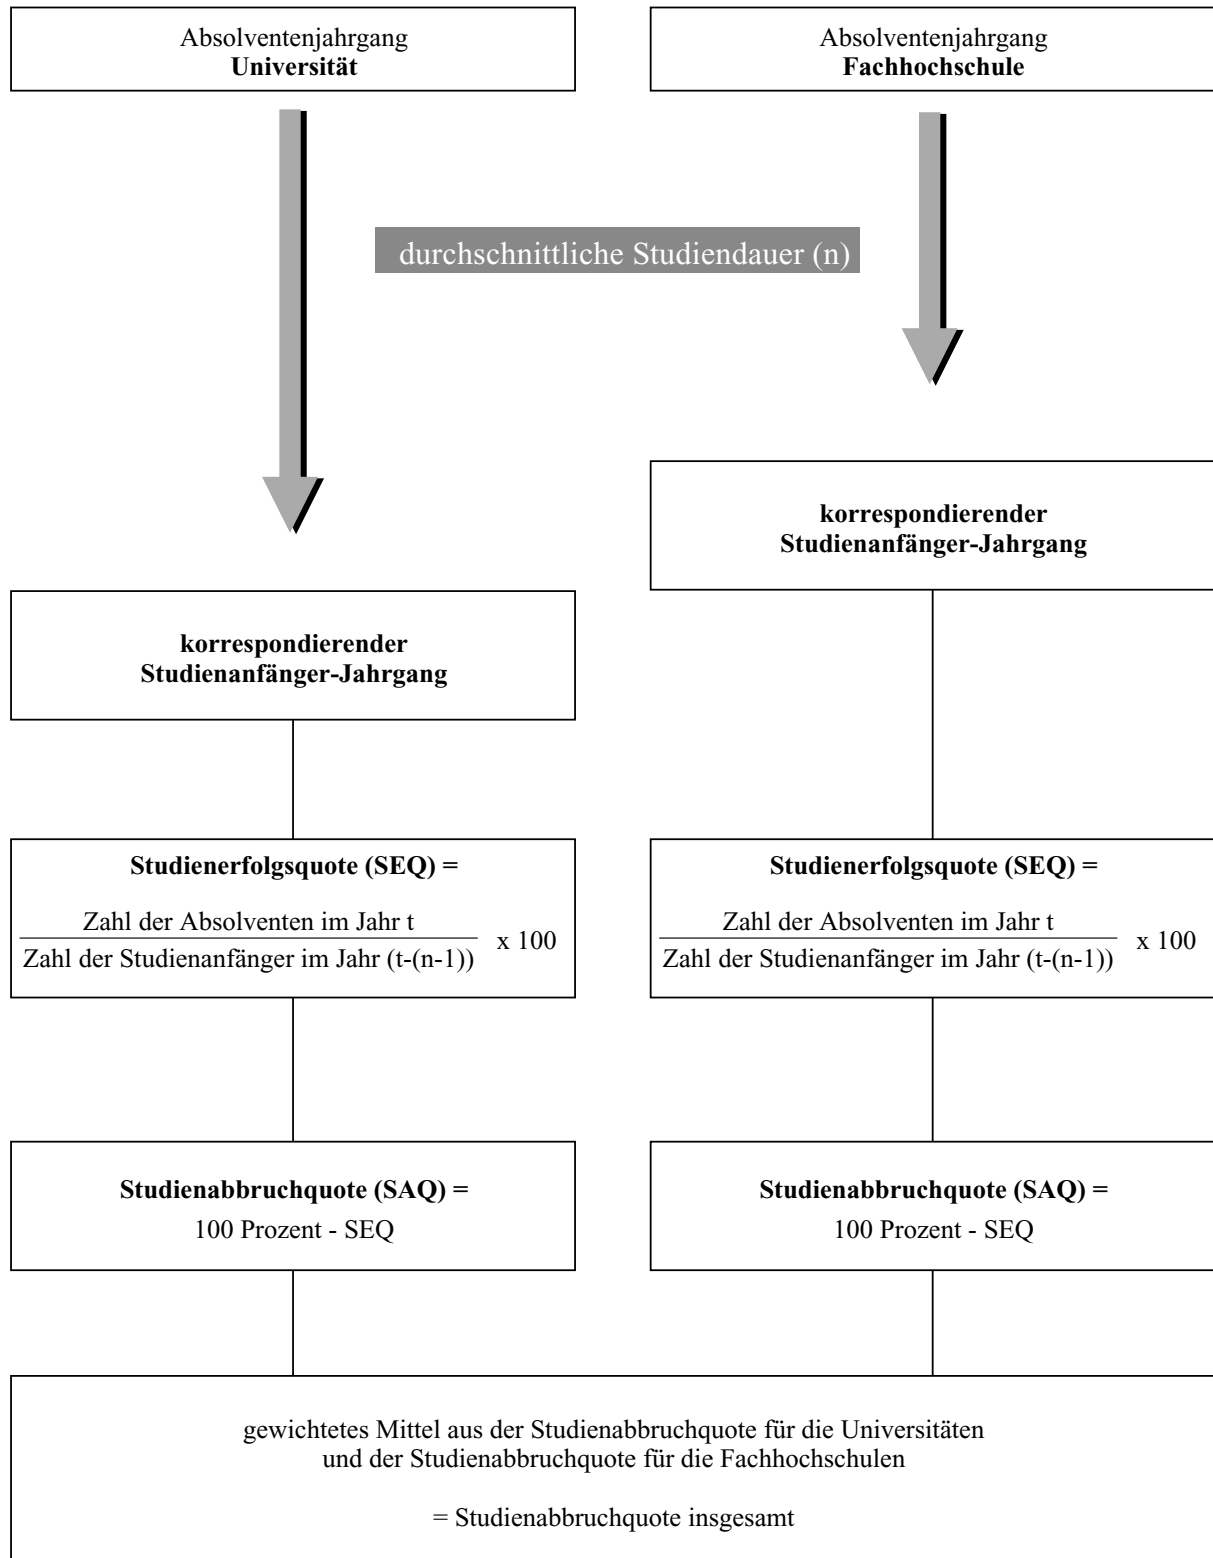 Absolventenjahrgang
Universität
Absolventenjahrgang
Fachhochschule
durchschnittliche Studiendauer (n)
korrespondierender
Studienanfänger-Jahrgang
korrespondierender
Studienanfänger-Jahrgang
Studienerfolgsquote (SEQ) =
Zahl der Absolventen im Jahr t
Zahl der Studienanfänger im Jahr (t-(n-1))
x 100
Studienerfolgsquote (SEQ) =
Zahl der Absolventen im Jahr t
Zahl der Studienanfänger im Jahr (t-(n-1))
x 100
Studienabbruchquote (SAQ) =
100 Prozent - SEQ
Studienabbruchquote (SAQ) =
100 Prozent - SEQ
gewichtetes Mittel aus der Studienabbruchquote für die Universitäten
und der Studienabbruchquote für die Fachhochschulen
= Studienabbruchquote insgesamt